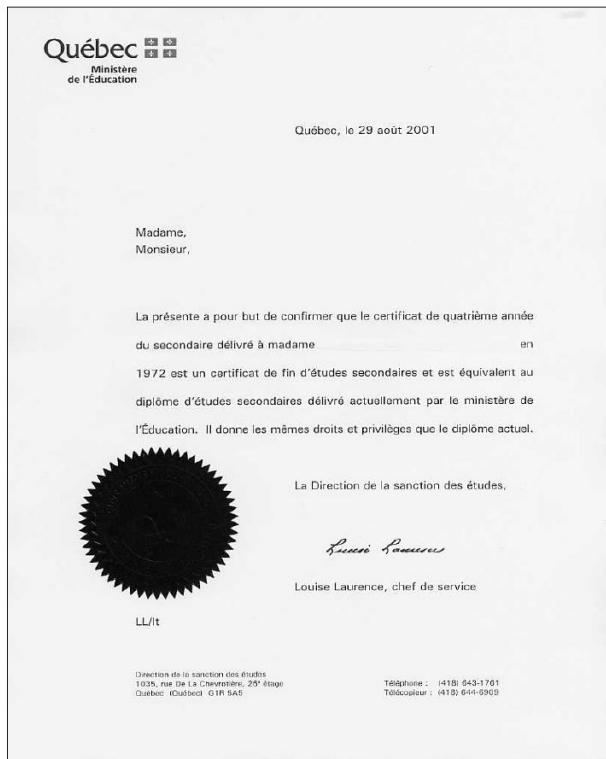 Québec
Ministère
de l'Éducation
Québec, le 29 août 2001
Madame,
Monsieur,
La présente a pour but de confirmer que le certificat de quatrième année
du secondaire délivré à madame en
1972 est un certificat de fin d'études secondaires et est équivalent au
diplôme d'études secondaires délivré actuellement par le ministère de
l'Éducation. Il donne les mêmes droits et privilèges que le diplôme actuel.
La Direction de la sanction des études,
Louise Laurence, chef de service
LL/lt
Direction de la sanction des études
1035, rue De La Chevrotière, 26e étage
Québec (Québec) G1R 5A5
Téléphone : (418) 643-1761
Télécopieur : (418) 644-6909